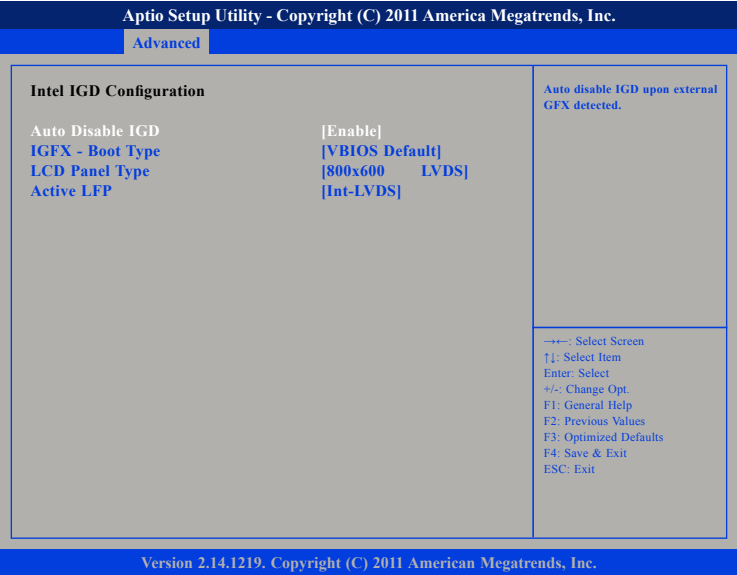 Aptio Setup Utility - Copyright (C) 2011 America Megatrends, Inc.
Advanced
Intel IGD Configuration
Auto Disable IGD [Enable]
IGFX - Boot Type [VBIOS Default]
LCD Panel Type [800x600 LVDS]
Active LFP [Int-LVDS]
Auto disable IGD upon external
GFX detected.
→←: Select Screen
↑↓: Select Item
Enter: Select
+/-: Change Opt.
F1: General Help
F2: Previous Values
F3: Optimized Defaults
F4: Save & Exit
ESC: Exit
Version 2.14.1219. Copyright (C) 2011 American Megatrends, Inc.